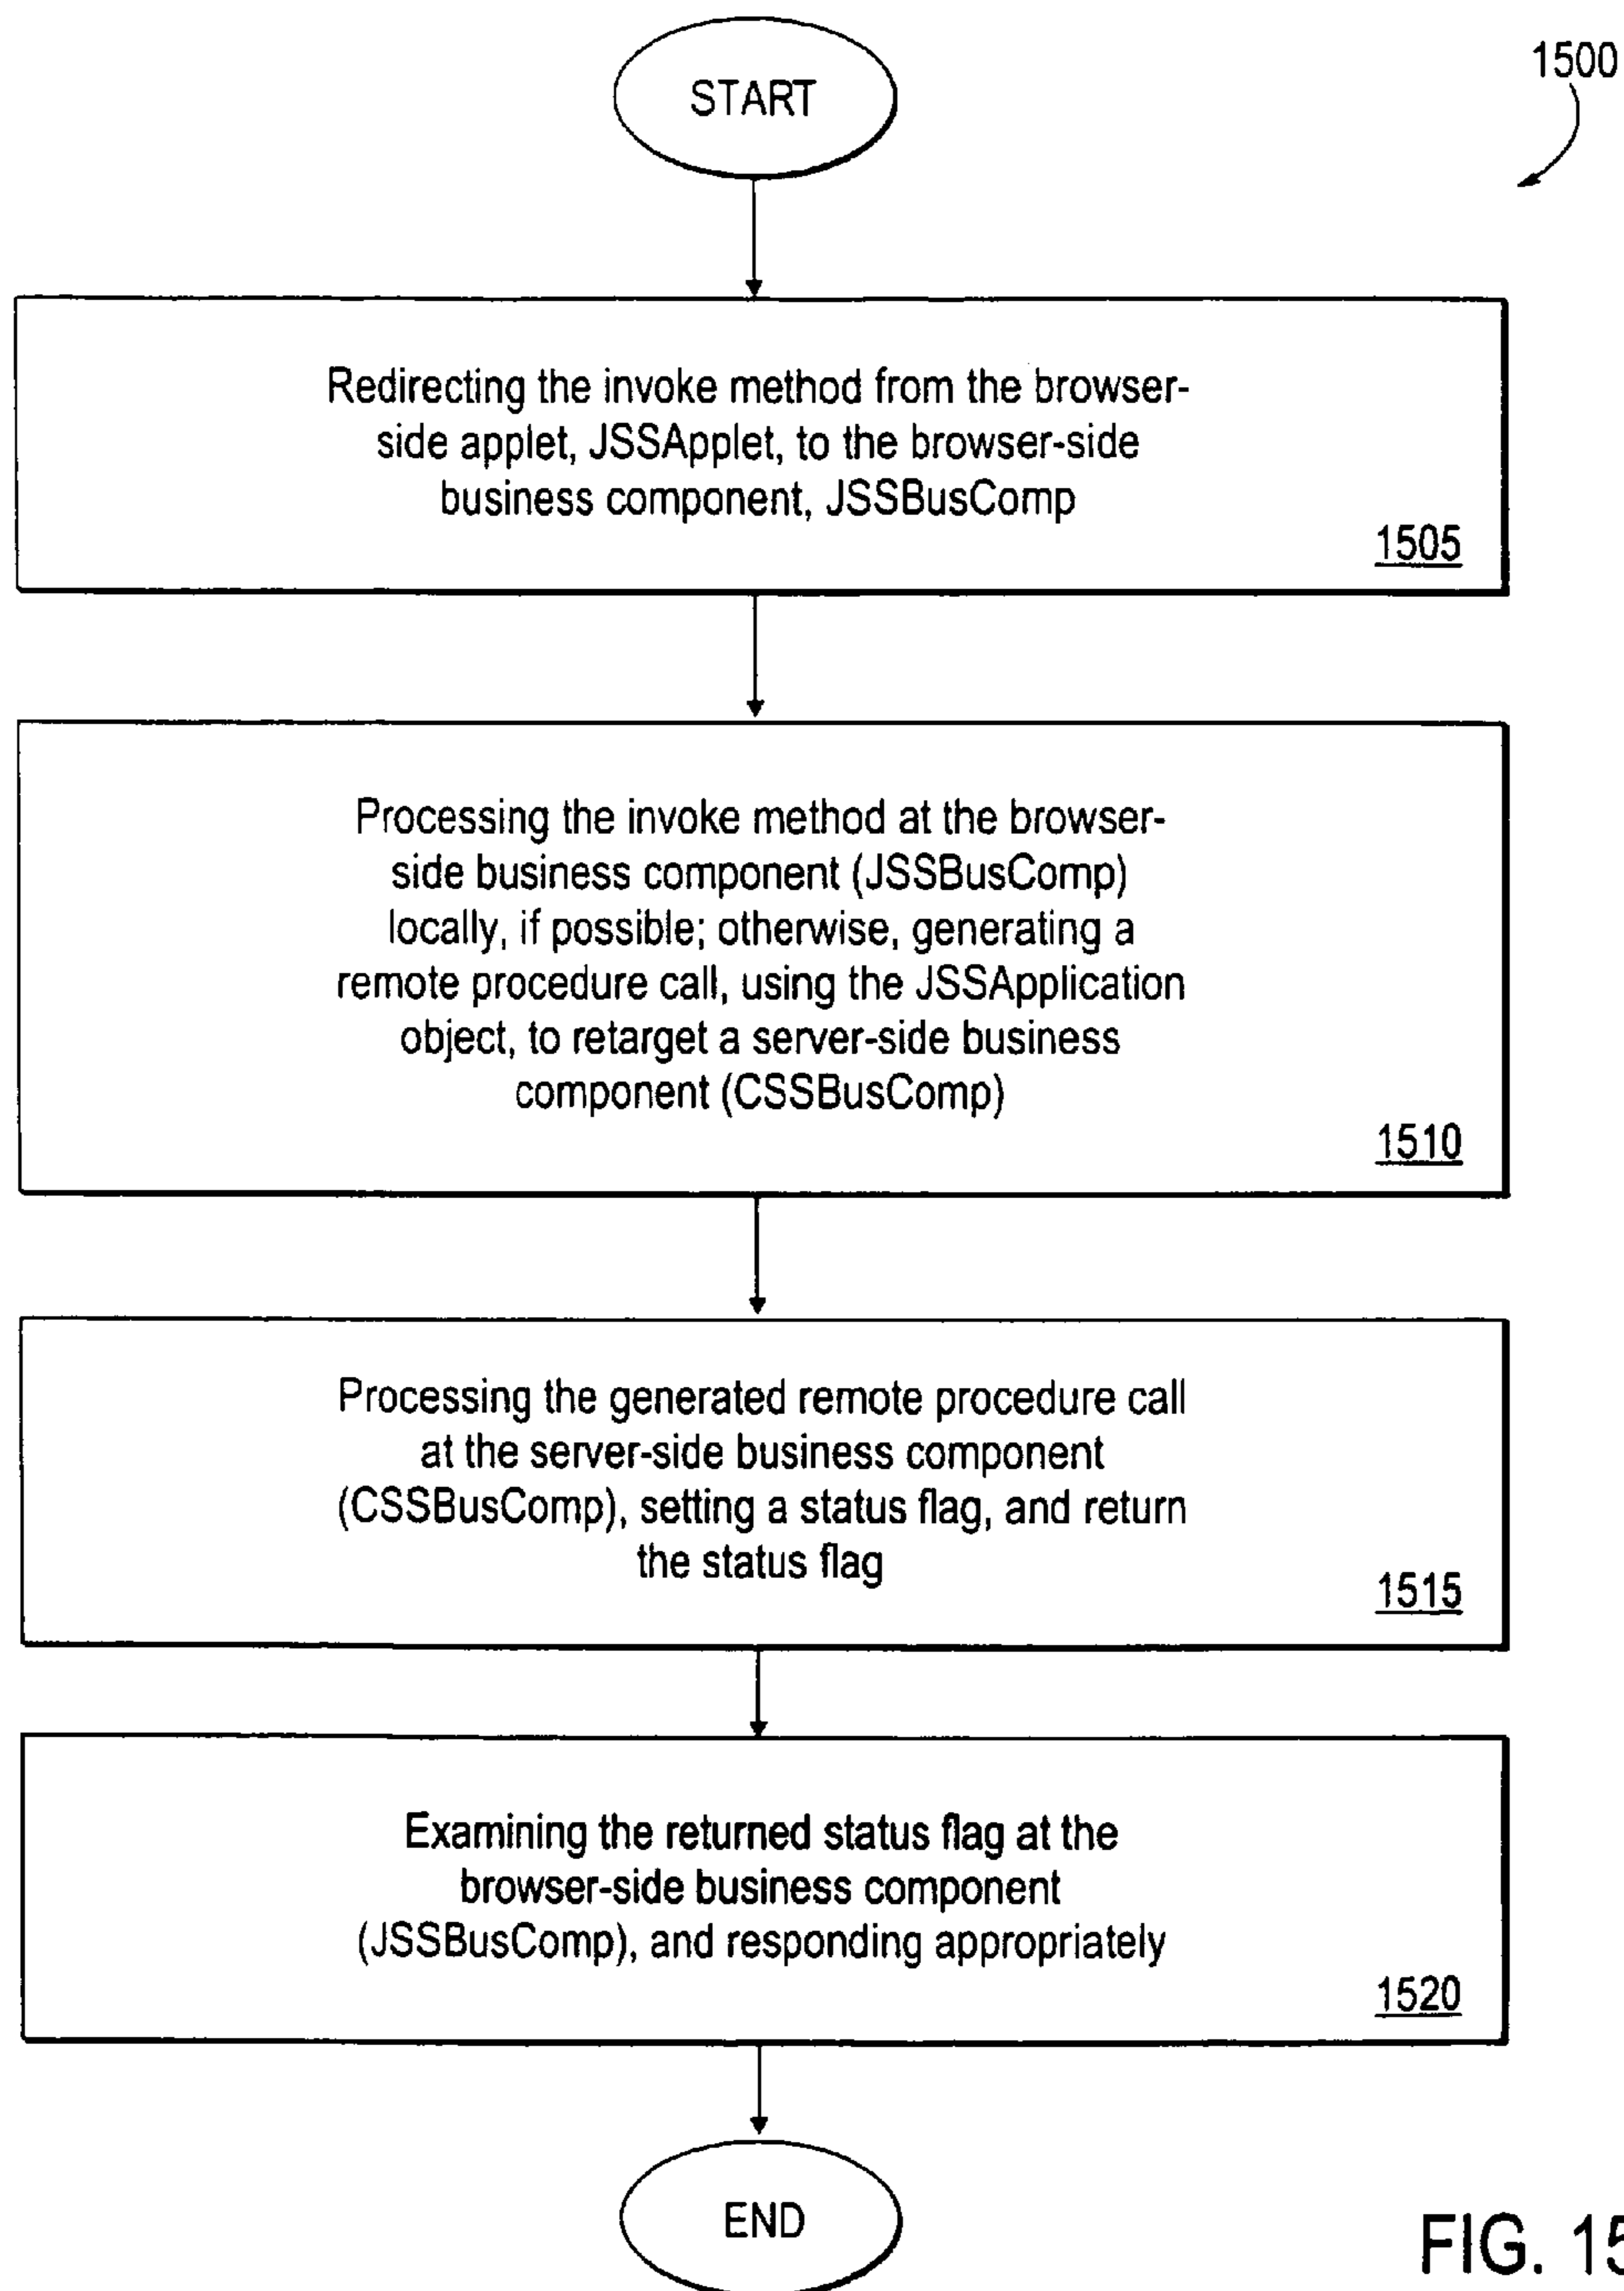 START
1500
Redirecting the invoke method from the browser-
side applet, JSSApplet, to the browser-side
business component, JSSBusComp
1505
Processing the invoke method at the browser-
side business component (JSSBusComp)
locally, if possible; otherwise, generating a
remote procedure call, using the JSSApplication
object, to retarget a server-side business
component (CSSBusComp)
1510
Processing the generated remote procedure call
at the server-side business component
(CSSBusComp), setting a status flag, and return
the status flag
1515
Examining the returned status flag at the
browser-side business component
(JSSBusComp), and responding appropriately
1520
END
FIG. 15